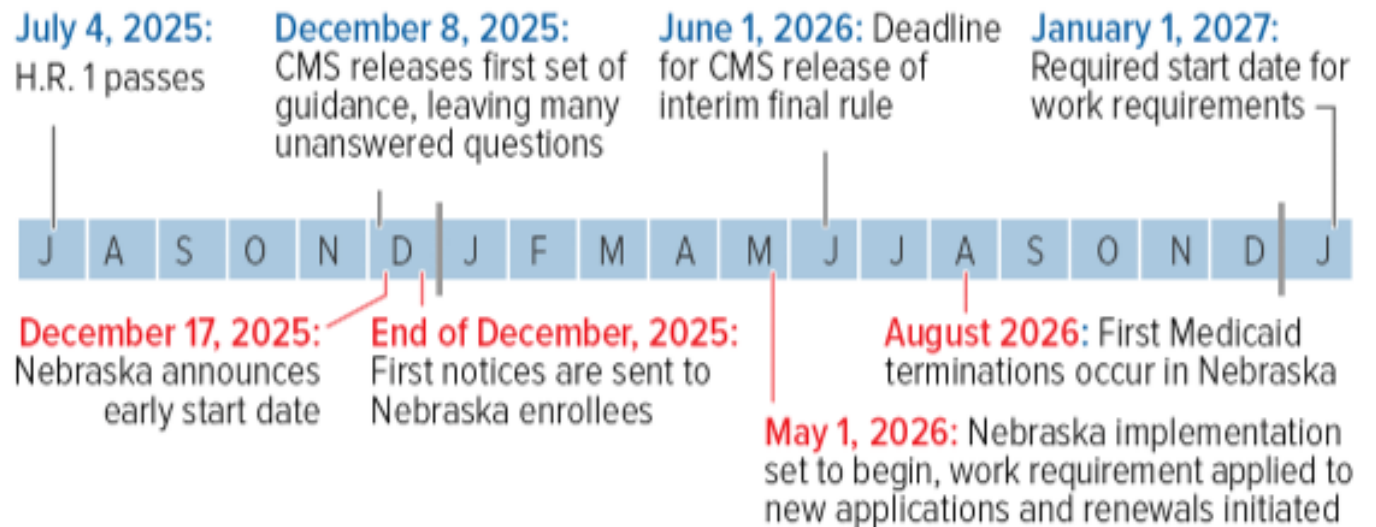 July 4, 2025:
H.R. 1 passes
December 8, 2025:
CMS releases first set of
guidance, leaving many
unanswered questions
June 1, 2026: Deadline
for CMS release of
interim final rule
January 1, 2027:
Required start date for
work requirements
J A S O N D J F M A M J J A S O N D J
December 17, 2025:
Nebraska announces
early start date
End of December, 2025:
First notices are sent to
Nebraska enrollees
May 1, 2026: Nebraska implementation
set to begin, work requirement applied to
new applications and renewals initiated
August 2026: First Medicaid
terminations occur in Nebraska